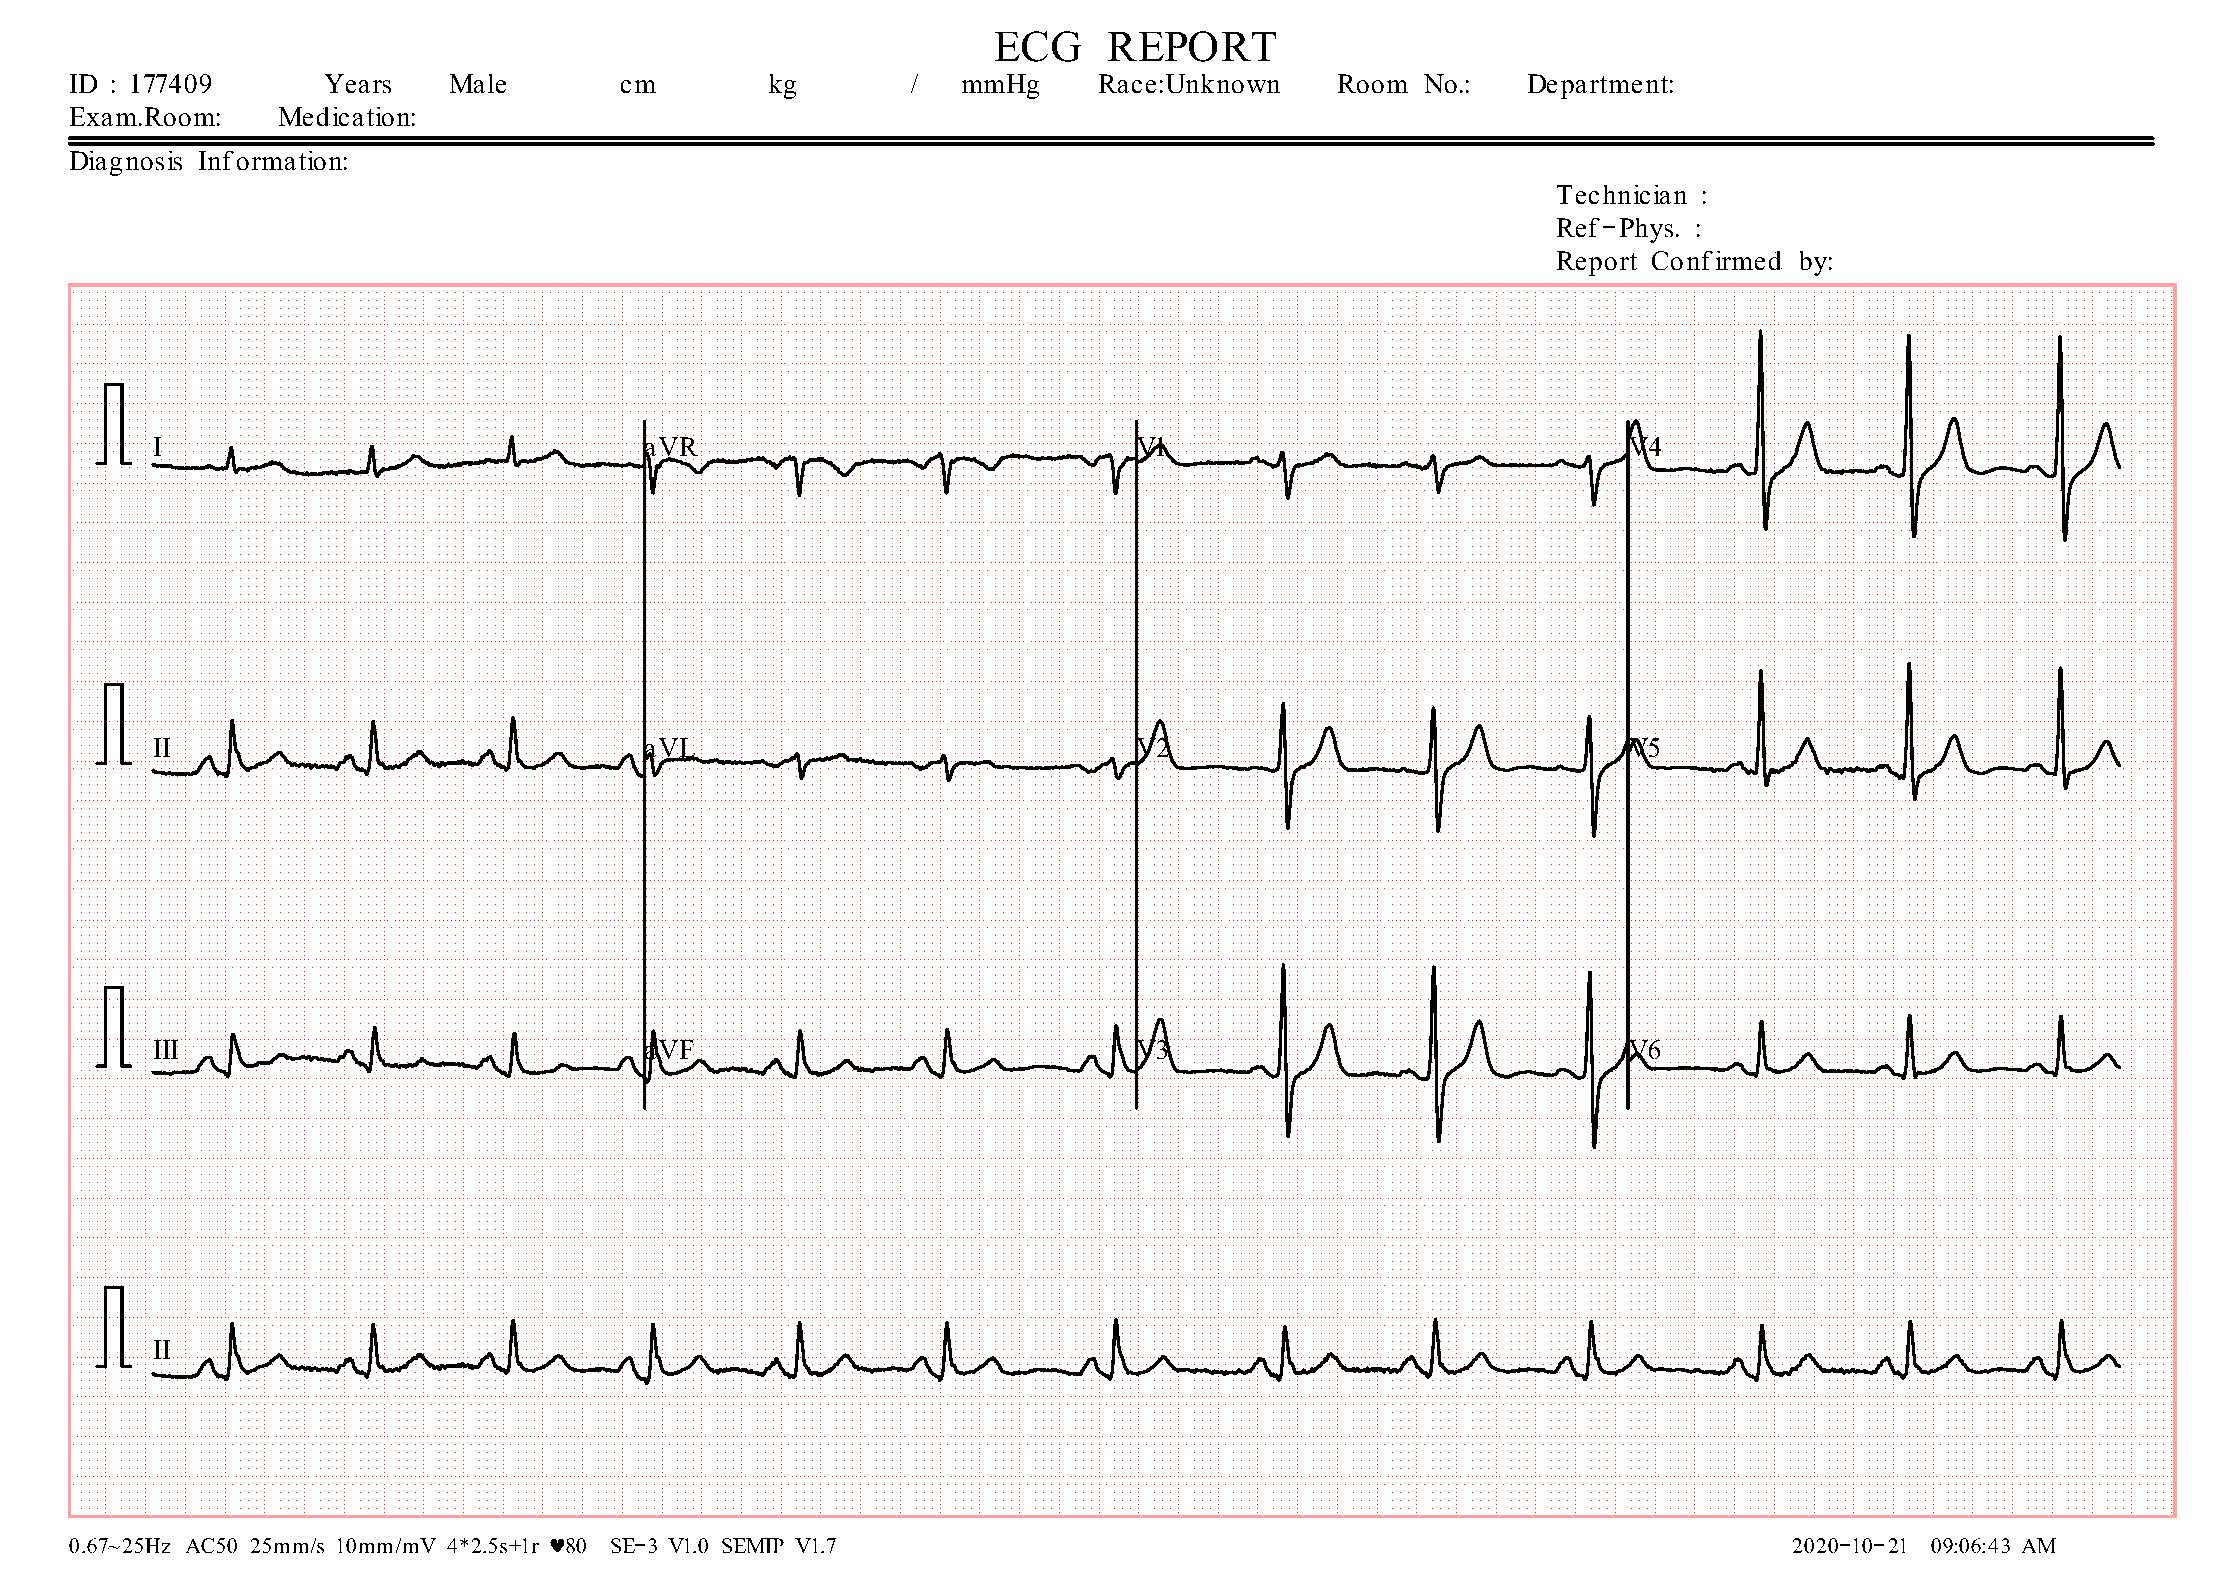 ECG REPORT
ID : 177409 Years Male cm kg / mmHg Race:Unknown Room No.: Department:
Exam.Room: Medication:
Diagnosis Information:
Technician :
Ref-Phys. :
Report Confirmed by:
I aVR V1 V4
II aVL V2 V5
III aVF V3 V6
II
0.67~25Hz AC50 25mm/s 10mm/mV 4*2.5s+1r ♥80 SE-3 V1.0 SEMIP V1.7 2020-10-21 09:06:43 AM